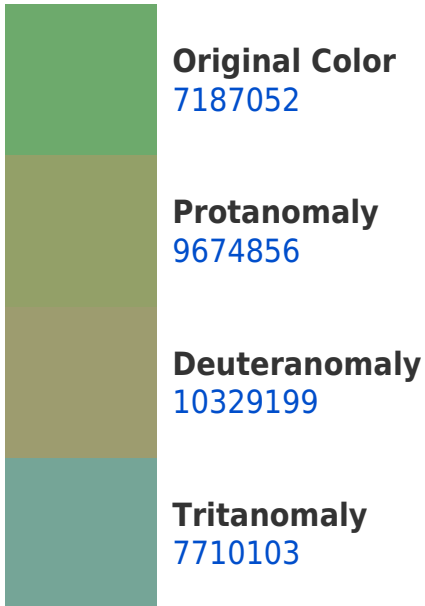 Original Color
7187052
Protanomaly
9674856
Deuteranomaly
10329199
Tritanomaly
7710103